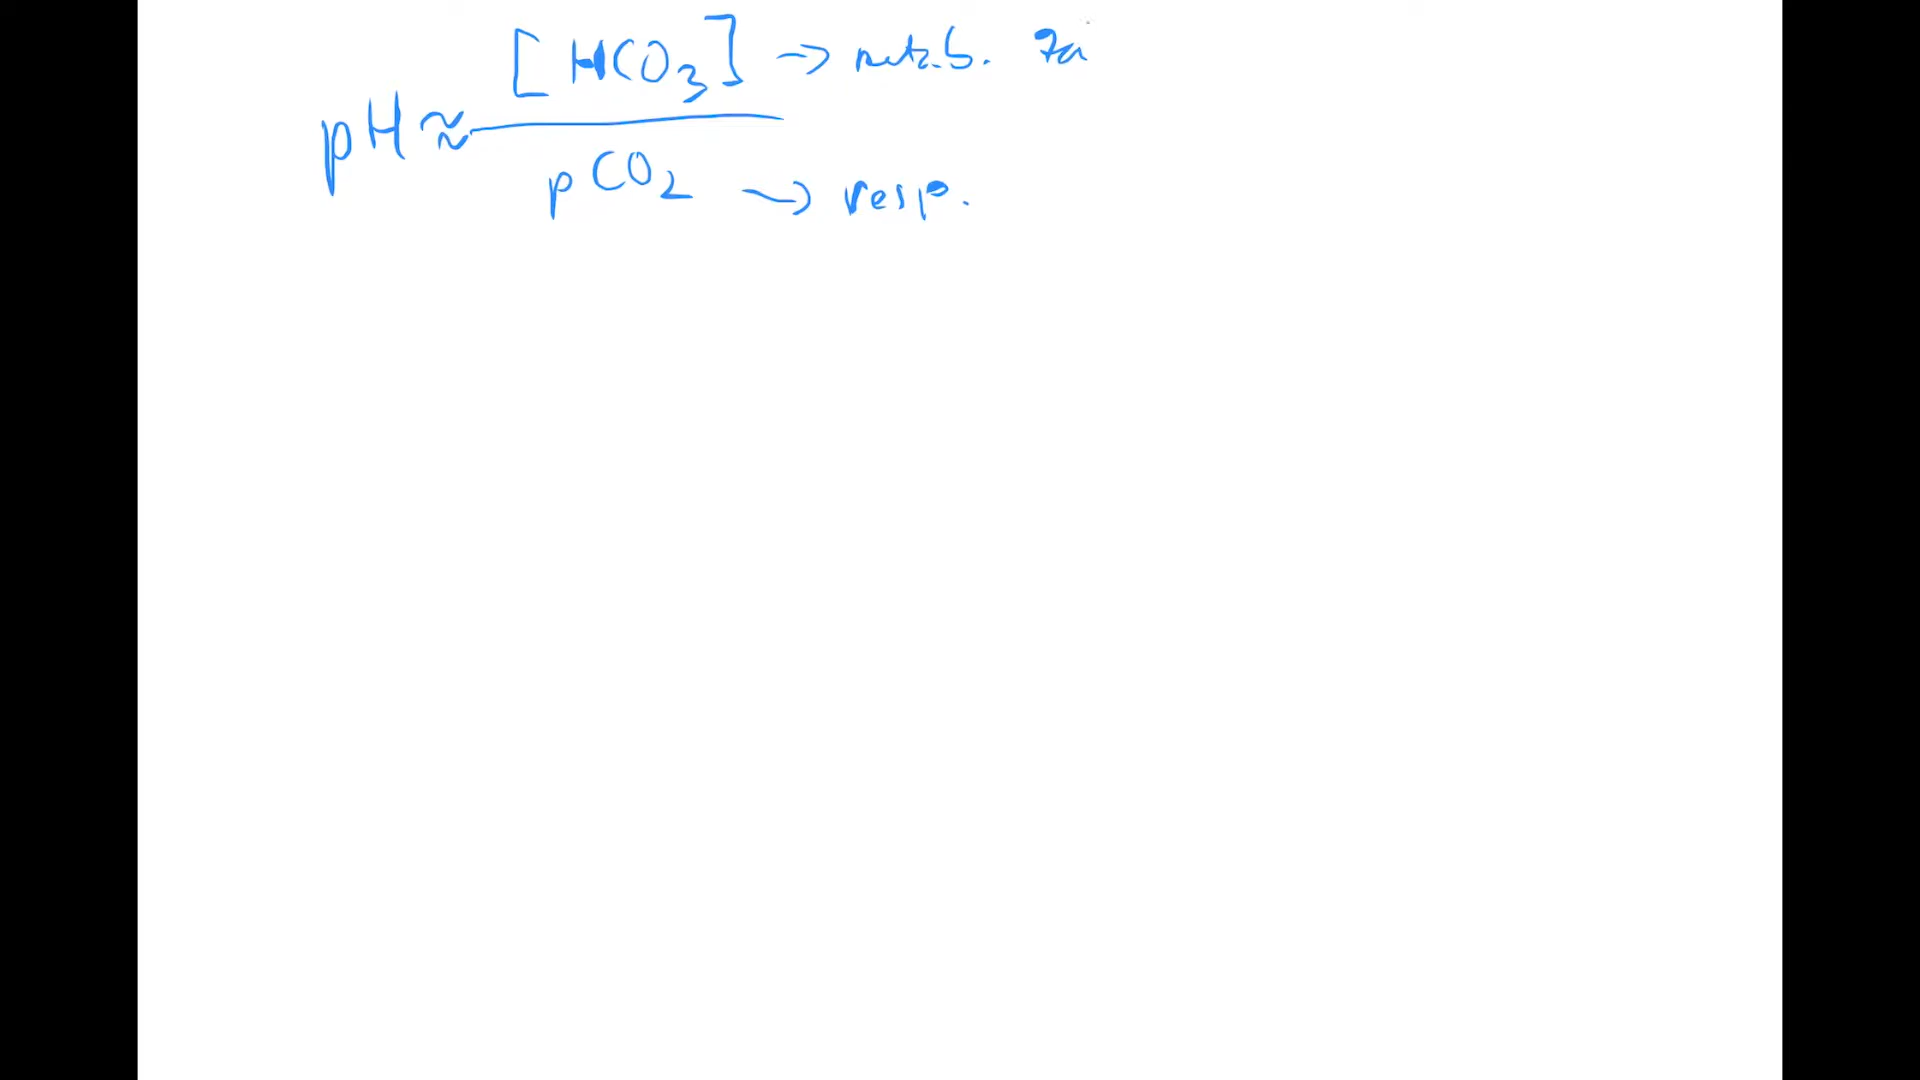 [HCO3] → metab.
pH ≈
pCO2 → resp.